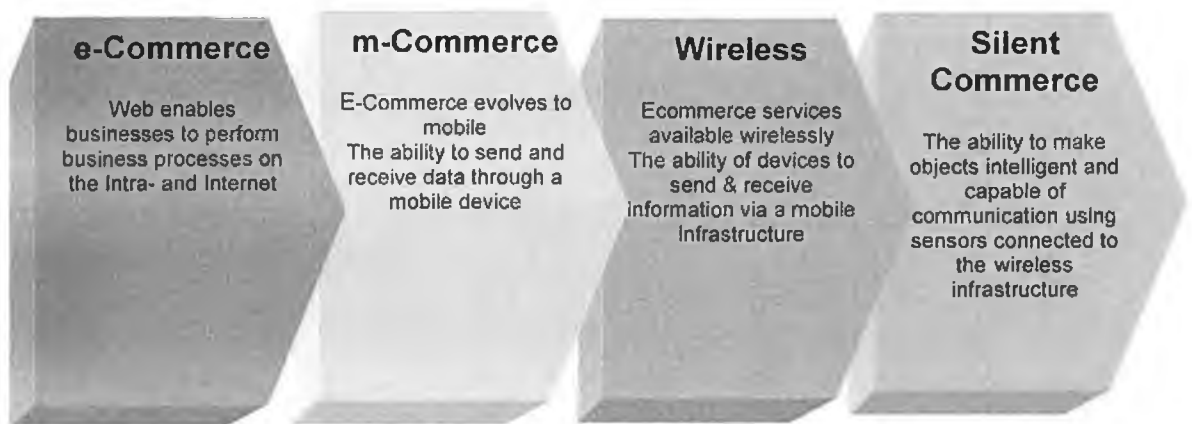 e-Commerce
Web enables
businesses to perform
business processes on
the Intra- and Internet
m-Commerce
E-Commerce evolves to
mobile
The ability to send and
receive data through a
mobile device
Wireless
Ecommerce services
available wirelessly
The ability of devices to
send & receive
information via a mobile
infrastructure
Silent
Commerce
The ability to make
objects intelligent and
capable of
communication using
sensors connected to
the wireless
infrastructure